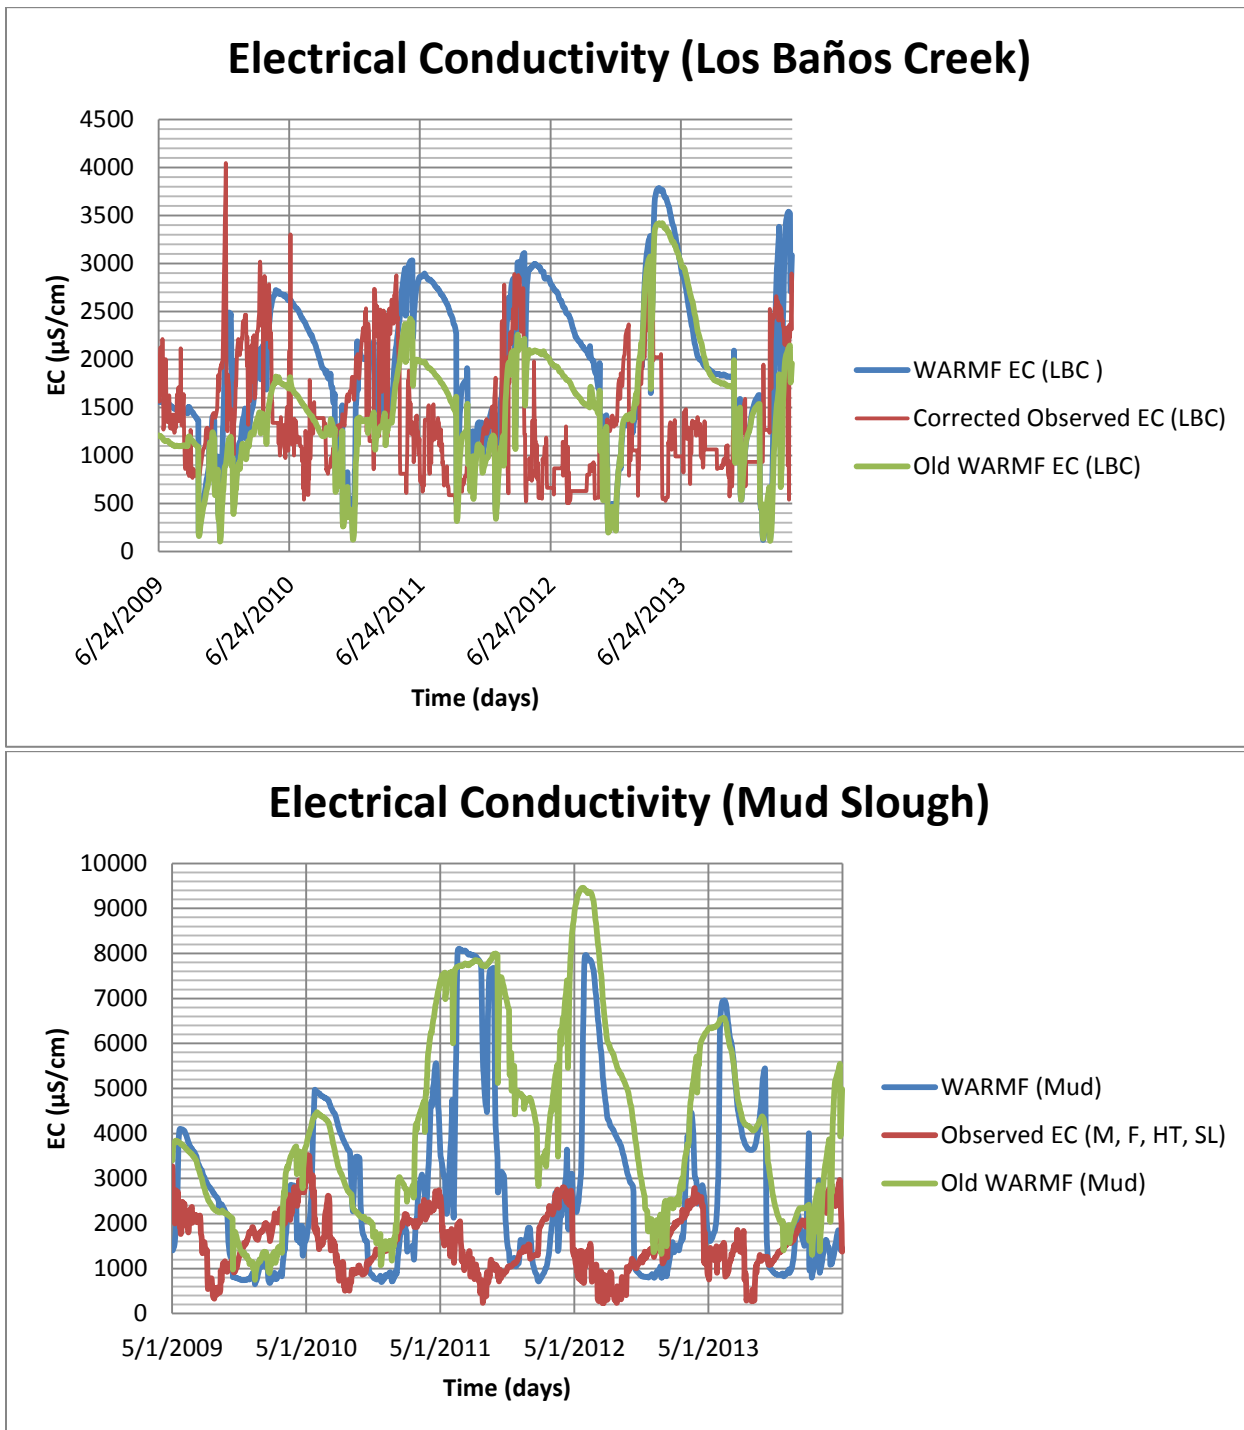 Electrical Conductivity (Los Baños Creek)
4500
4000
3500
3000
2500
2000
1500
1000
500
0
EC (µS/cm)
6/24/2009
6/24/2010
6/24/2011
6/24/2012
6/24/2013
Time (days)
WARMF EC (LBC )
Corrected Observed EC (LBC)
Old WARMF EC (LBC)
Electrical Conductivity (Mud Slough)
10000
9000
8000
7000
6000
5000
4000
3000
2000
1000
0
EC (µS/cm)
5/1/2009
5/1/2010
5/1/2011
5/1/2012
5/1/2013
Time (days)
WARMF (Mud)
Observed EC (M, F, HT, SL)
Old WARMF (Mud)